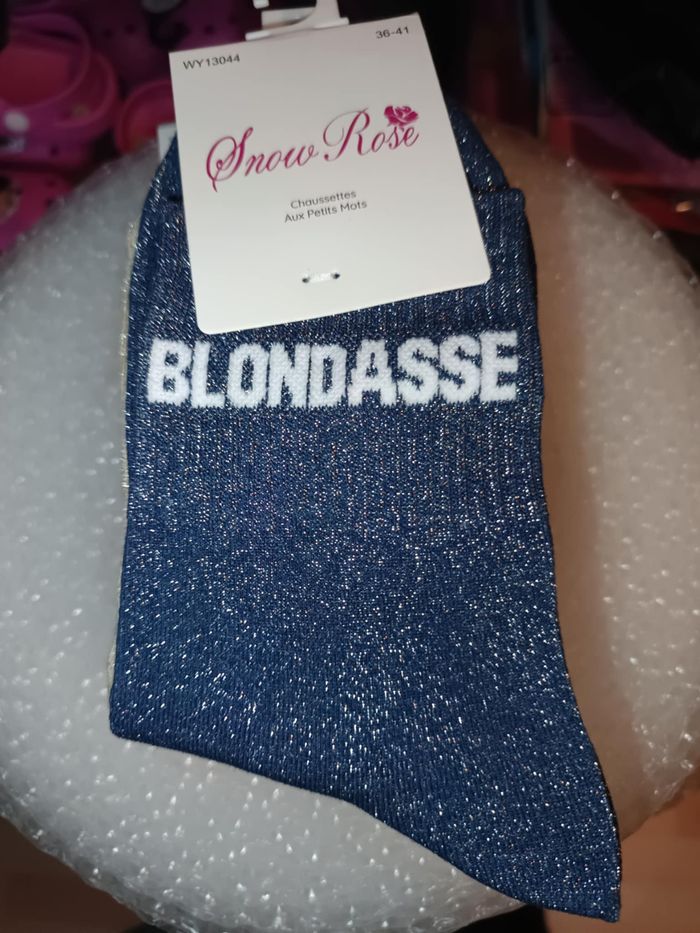 WY13044
36-41
Snow Rose
Chaussettes
Aux Petits Mots
BLONDASSE